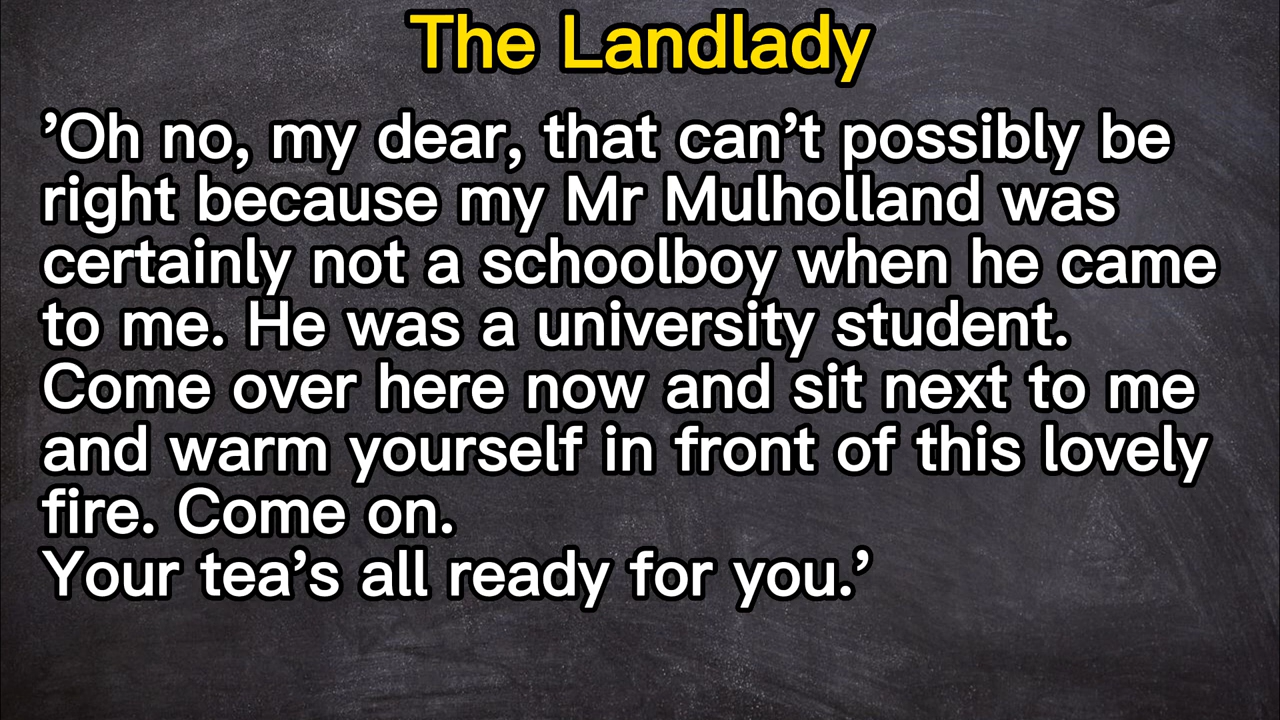 The Landlady
’Oh no, my dear, that can’t possibly be
right because my Mr Mulholland was
certainly not a schoolboy when he came
to me. He was a university student.
Come over here now and sit next to me
and warm yourself in front of this lovely
fire. Come on.
Your tea’s all ready for you.’